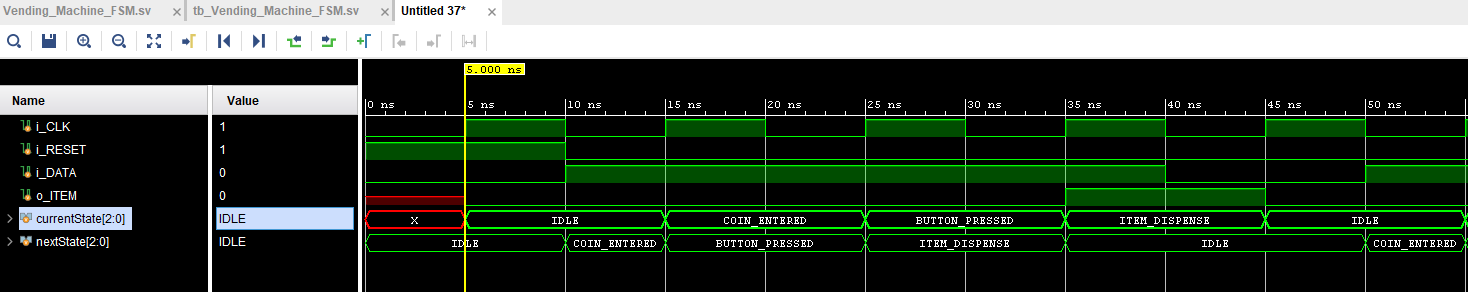 Vending_Machine_FSM.sv × tb_Vending_Machine_FSM.sv × Untitled 37* ×
5.000 ns
Name Value
0 ns 5 ns 10 ns 15 ns 20 ns 25 ns 30 ns 35 ns 40 ns 45 ns 50 ns
i_CLK 1
i_RESET 1
i_DATA 0
o_ITEM 0
currentState[2:0] IDLE X IDLE COIN_ENTERED BUTTON_PRESSED ITEM_DISPENSE IDLE
nextState[2:0] IDLE IDLE COIN_ENTERED BUTTON_PRESSED ITEM_DISPENSE IDLE COIN_ENTERED